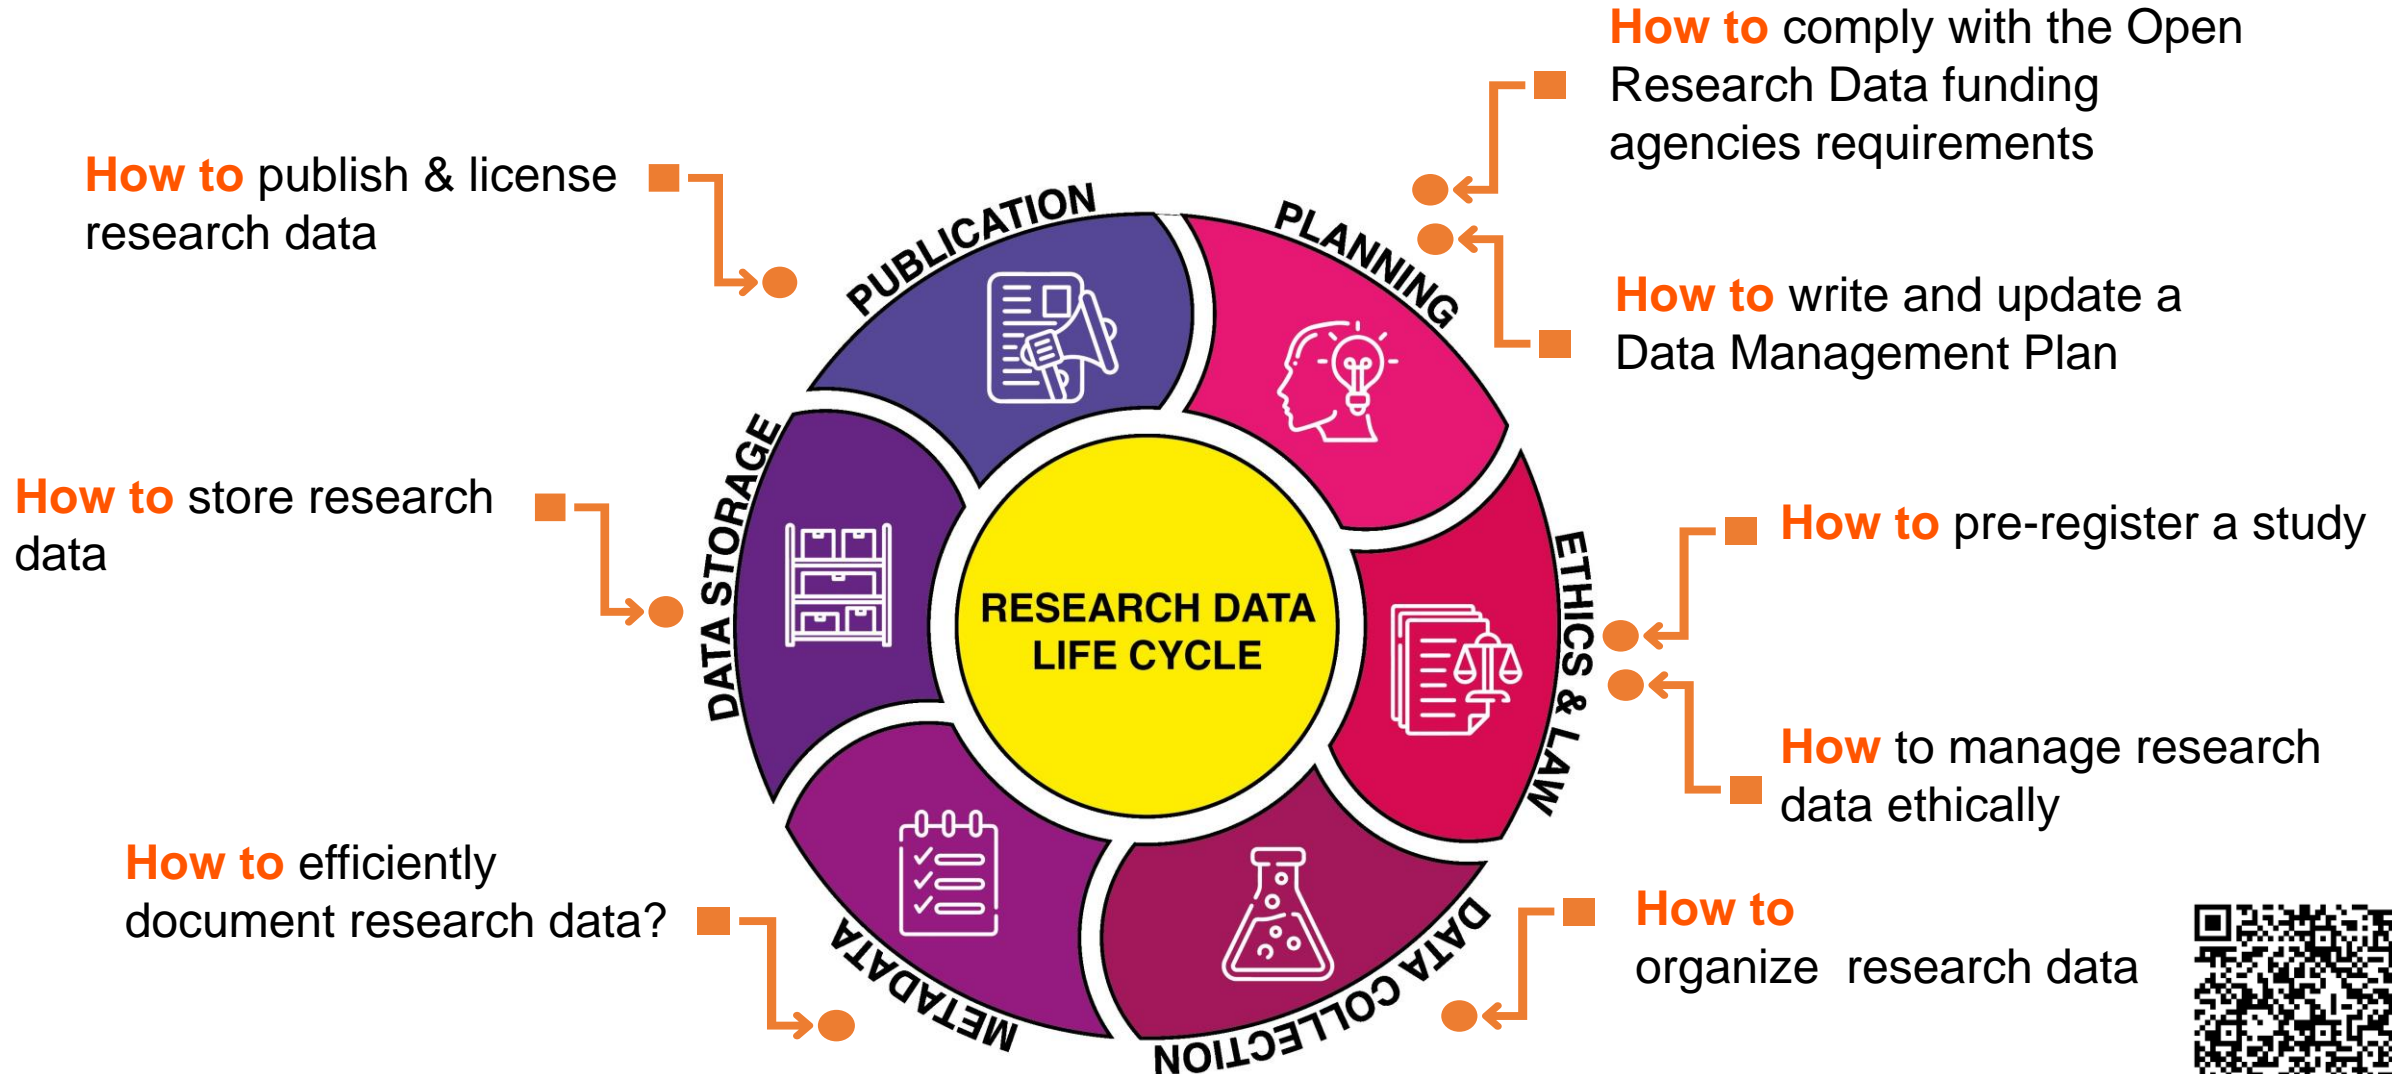 How to comply with the Open
Research Data funding
agencies requirements
How to publish & license
research data
PUBLICATION
PLANNING
How to write and update a
Data Management Plan
DATA STORAGE
How to store research
data
How to pre-register a study
ETHICS & LAW
RESEARCH DATA
LIFE CYCLE
How to manage research
data ethically
How to efficiently
document research data?
METADATA
DATA COLLECTION
How to
organize  research data